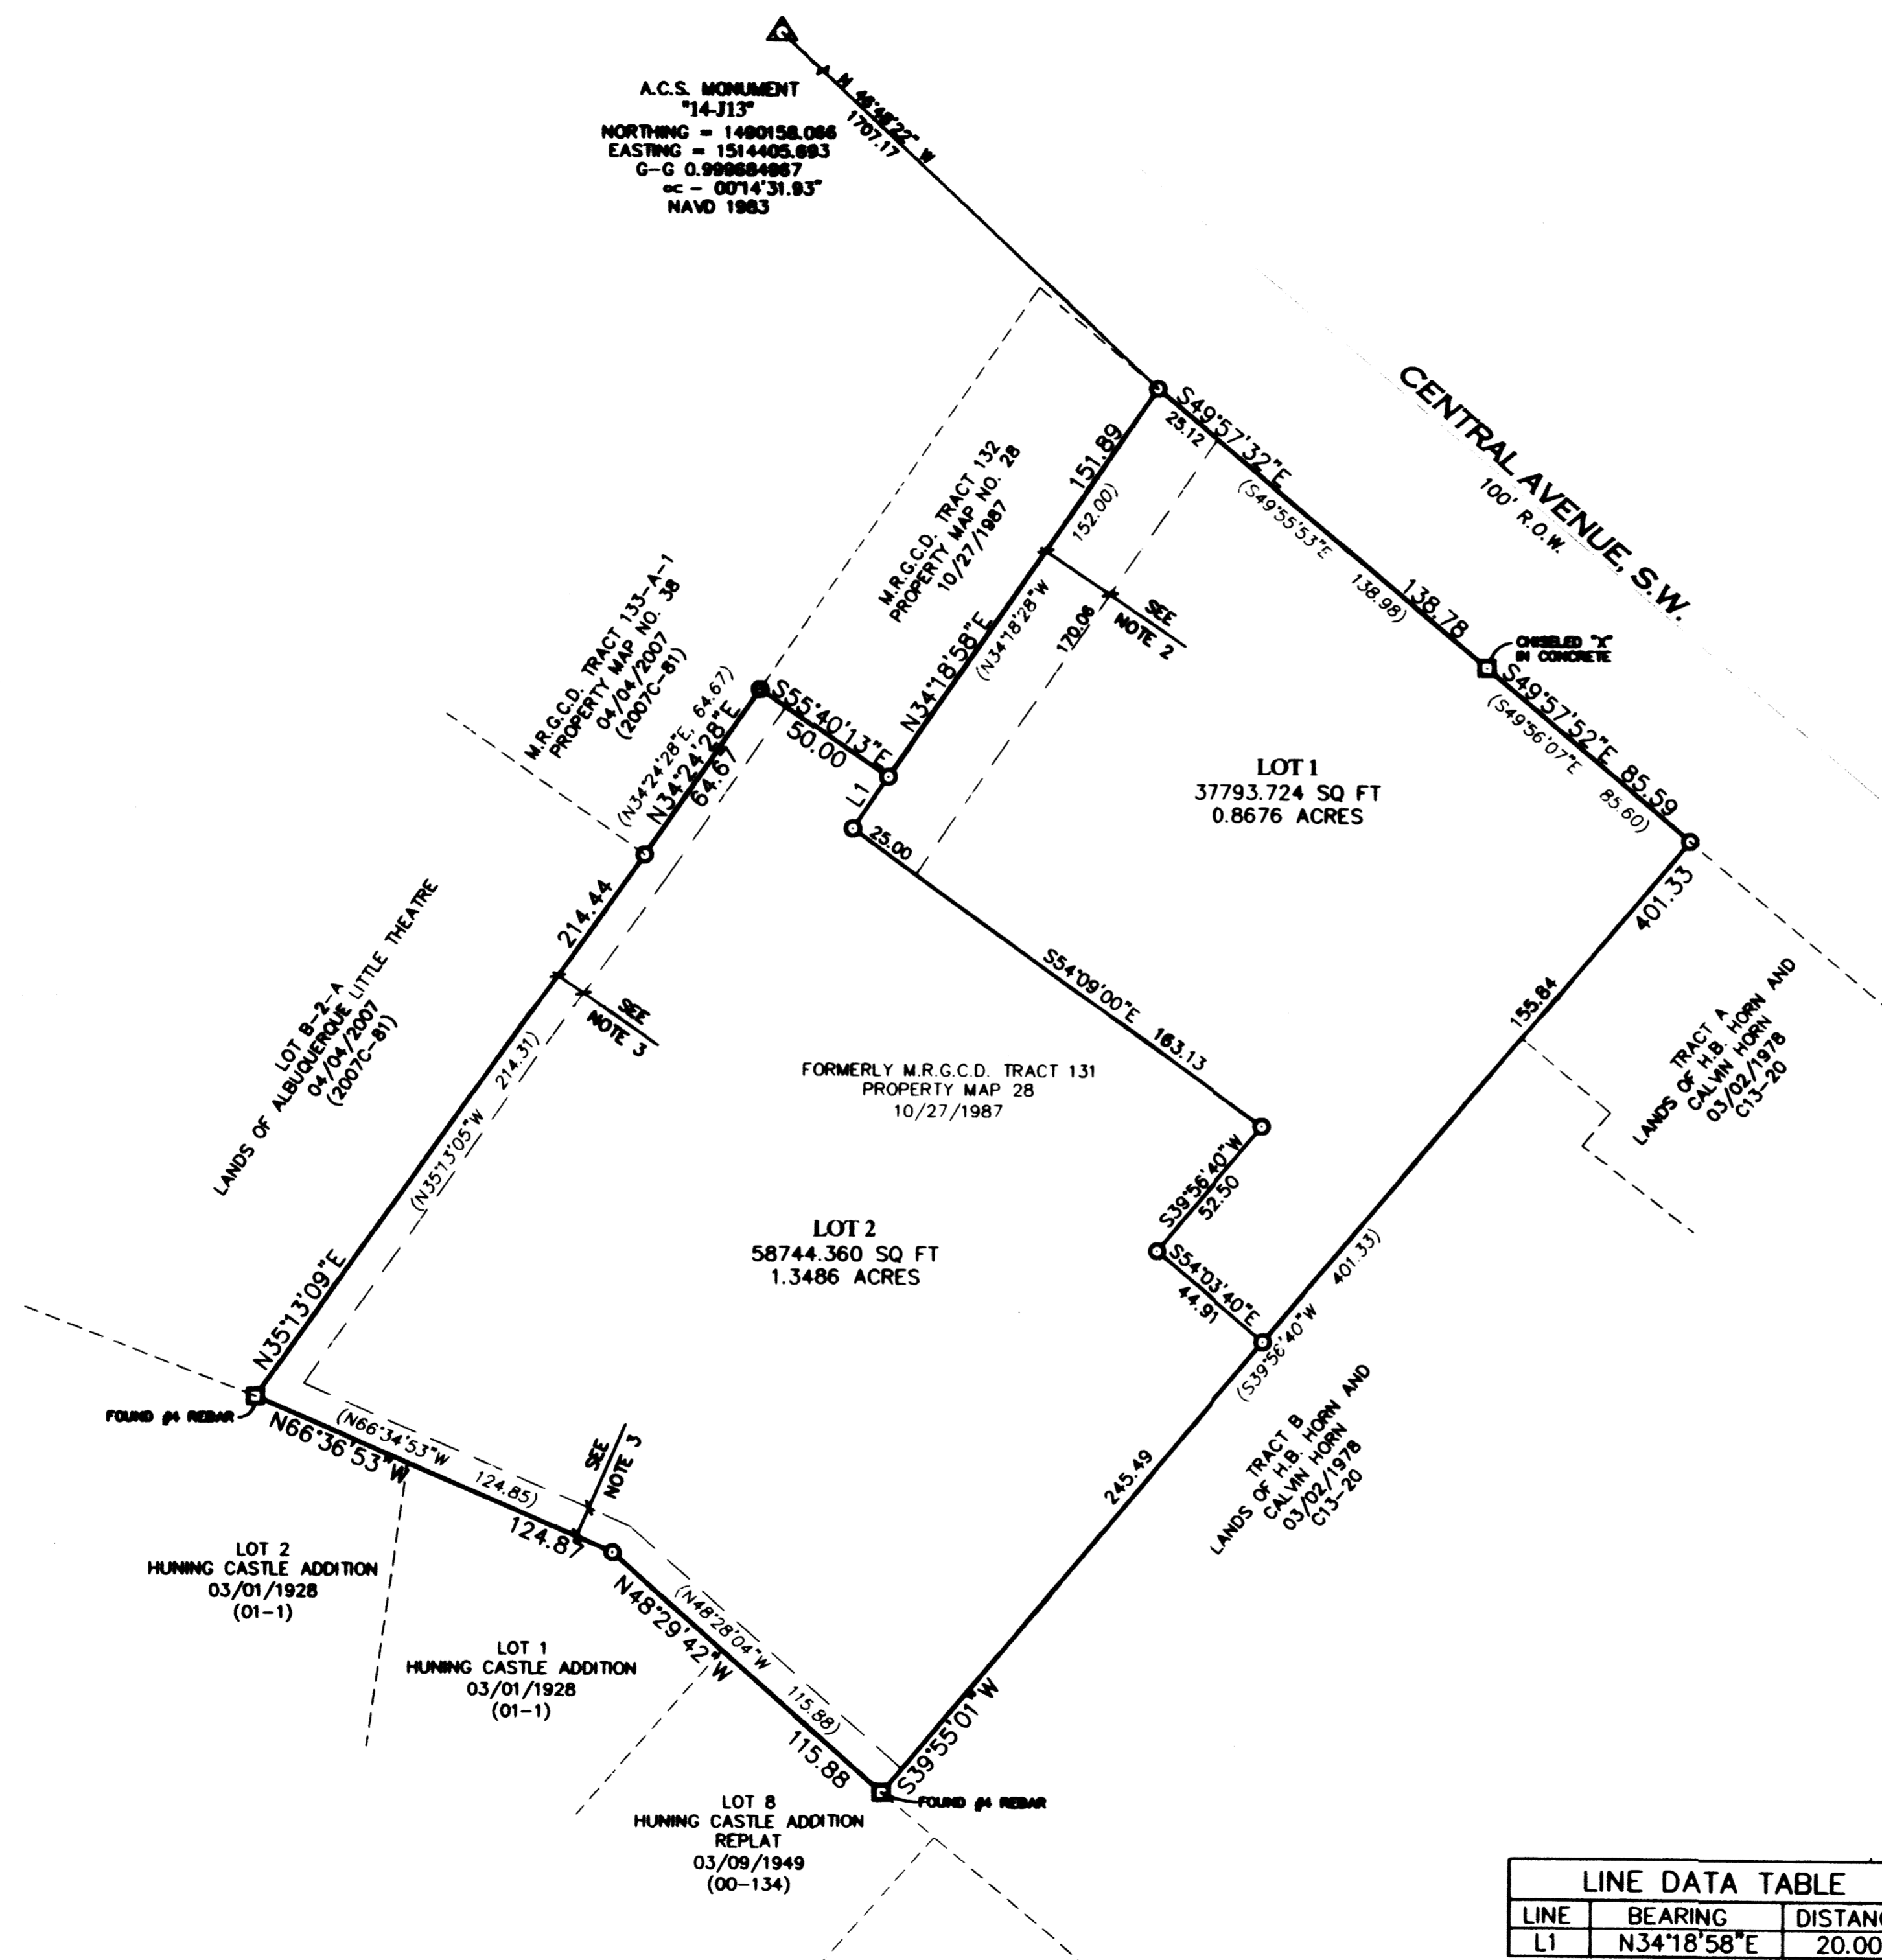 A.C.S. MONUMENT
"14-J13"
NORTHING = 1490158.066
EASTING = 1514405.693
G-G 0.999684967
∝ - 00°14'31.93"
NAVD 1983
1707.17
CENTRAL AVENUE, S.W.
100' R.O.W.
S49°57'32"E
25.12
(S49°55'53"E
138.98)
138.78
CHISELED "X"
IN CONCRETE
S49°57'52"E 85.59
(S49°56'07"E
85.60)
151.89
(152.00)
N34°18'58"E
(N34°18'28"W
170.06
SEE
NOTE 2
M.R.G.C.D. TRACT 132
PROPERTY MAP NO. 28
10/27/1987
M.R.G.C.D. TRACT 133-A-1
PROPERTY MAP NO. 38
04/04/2007
(2007C-81)
(N34°24'28"E, 64.67)
N34°24'28"E
64.67
S55°40'13"E
50.00
L1
25.00
LOT 1
37793.724 SQ FT
0.8676 ACRES
401.33
155.84
TRACT A
LANDS OF H.B. HORN AND
CALVIN HORN
03/02/1978
C13-20
214.44
SEE
NOTE 3
LOT B-2-A
LANDS OF ALBUQUERQUE LITTLE THEATRE
04/04/2007
(2007C-81)
(N35°13'05"W 214.31)
N35°13'09"E
S54°09'00"E 163.13
FORMERLY M.R.G.C.D. TRACT 131
PROPERTY MAP 28
10/27/1987
S39°56'40"W
52.50
S54°03'40"E
44.91
LOT 2
58744.360 SQ FT
1.3486 ACRES
(S39°56'40"W 401.33)
TRACT B
LANDS OF H.B. HORN AND
CALVIN HORN
03/02/1978
C13-20
245.49
S39°55'01"W
FOUND #4 REBAR
N66°36'53"W
(N66°34'53"W
124.85)
124.87
SEE
NOTE 3
LOT 2
HUNING CASTLE ADDITION
03/01/1928
(01-1)
LOT 1
HUNING CASTLE ADDITION
03/01/1928
(01-1)
N48°29'42"W
(N48°28'04"W
115.88)
115.88
LOT 8
HUNING CASTLE ADDITION
REPLAT
03/09/1949
(00-134)
FOUND #4 REBAR
LINE DATA TABLE
LINE BEARING DISTANC
L1 N34°18'58"E 20.00